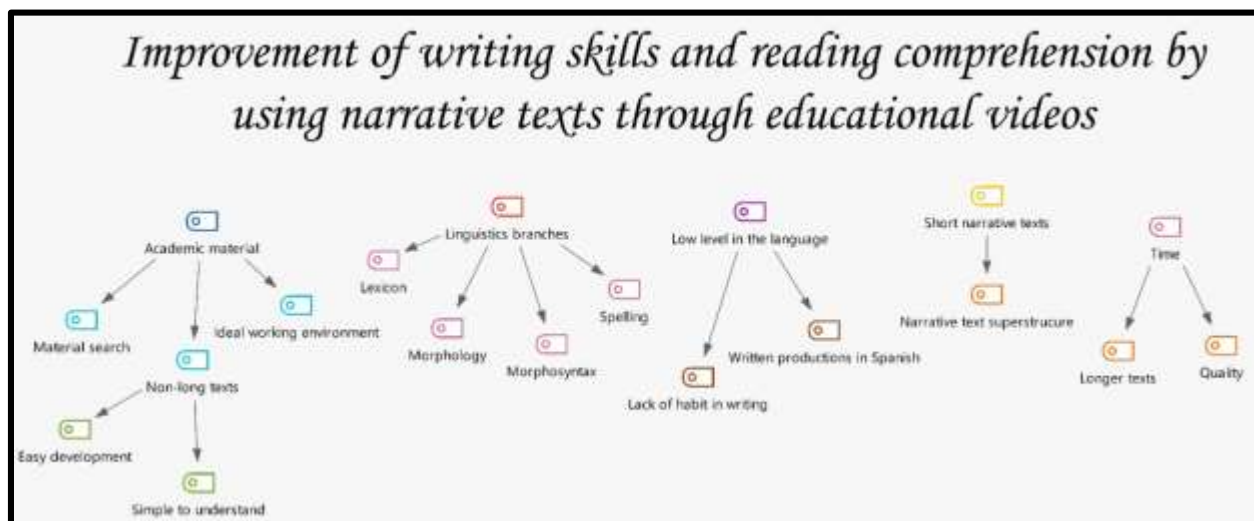 Improvement of writing skills and reading comprehension by
using narrative texts through educational videos
Academic material
Material search
Ideal working environment
Non-long texts
Easy development
Simple to understand
Linguistics branches
Lexicon
Spelling
Morphology
Morphosyntax
Low level in the language
Written productions in Spanish
Lack of habit in writing
Short narrative texts
Narrative text superstrucure
Time
Longer texts
Quality